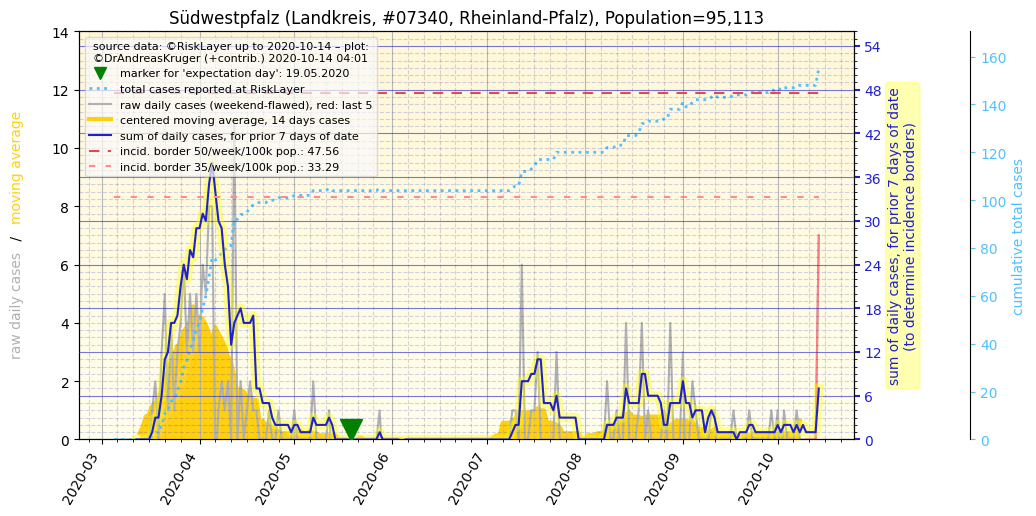 Südwestpfalz (Landkreis, #07340, Rheinland-Pfalz), Population=95,113
source data: ©RiskLayer up to 2020-10-14 – plot:
©DrAndreasKruger (+contrib.) 2020-10-14 04:01
marker for 'expectation day': 19.05.2020
total cases reported at RiskLayer
raw daily cases (weekend-flawed), red: last 5
centered moving average, 14 days cases
sum of daily cases, for prior 7 days of date
incid. border 50/week/100k pop.: 47.56
incid. border 35/week/100k pop.: 33.29
raw daily cases / moving average
14
12
10
8
6
4
2
0
54
48
42
36
30
24
18
12
6
0
sum of daily cases, for prior 7 days of date
(to determine incidence borders)
160
140
120
100
80
60
40
20
0
cumulative total cases
2020-03
2020-04
2020-05
2020-06
2020-07
2020-08
2020-09
2020-10